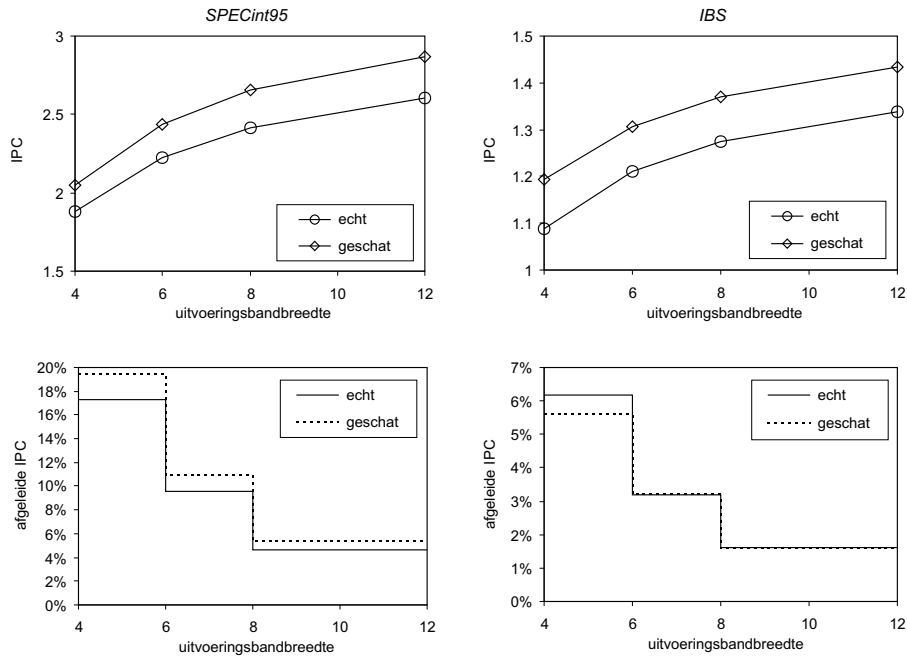 SPECint95
IPC
3
2.5
2
1.5
4 6 8 10 12
uitvoeringsbandbreedte
echt
geschat
IBS
IPC
1.5
1.4
1.3
1.2
1.1
1
4 6 8 10 12
uitvoeringsbandbreedte
echt
geschat
afgeleide IPC
20%
18%
16%
14%
12%
10%
8%
6%
4%
2%
0%
4 6 8 10 12
uitvoeringsbandbreedte
echt
geschat
afgeleide IPC
7%
6%
5%
4%
3%
2%
1%
0%
4 6 8 10 12
uitvoeringsbandbreedte
echt
geschat